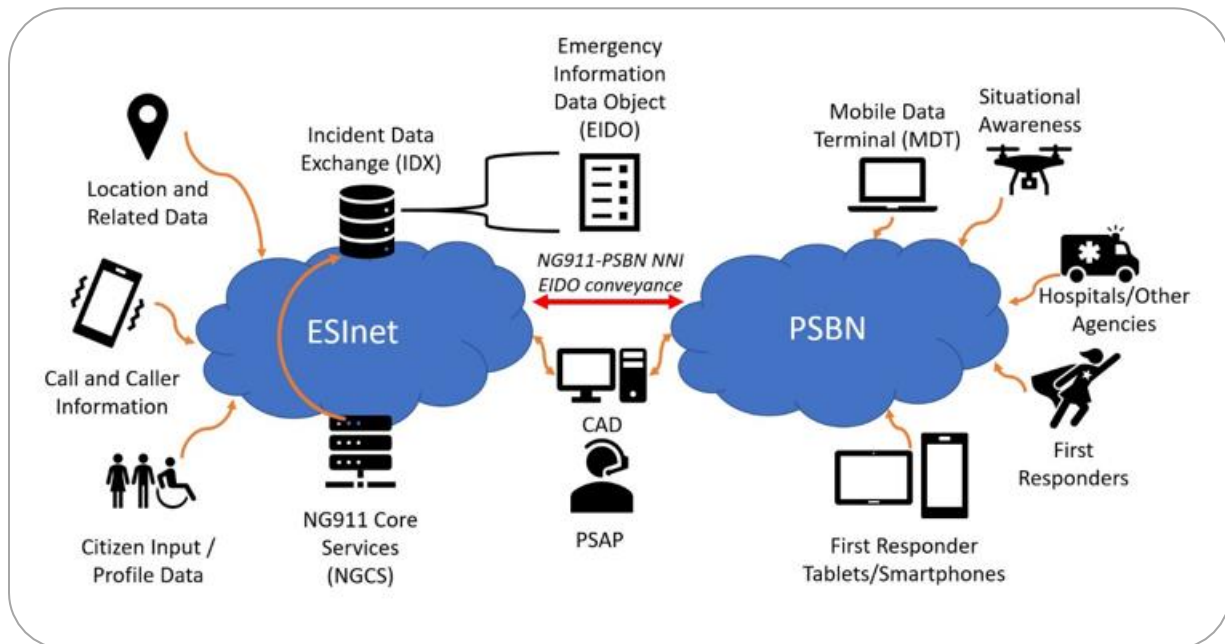 Location and
Related Data
Call and Caller
Information
Citizen Input /
Profile Data
Incident Data
Exchange (IDX)
Emergency
Information
Data Object
(EIDO)
ESInet
NG911 Core
Services
(NGCS)
NG911-PSBN NNI
EIDO conveyance
CAD
PSAP
PSBN
Mobile Data
Terminal (MDT)
Situational
Awareness
Hospitals/Other
Agencies
First
Responders
First Responder
Tablets/Smartphones